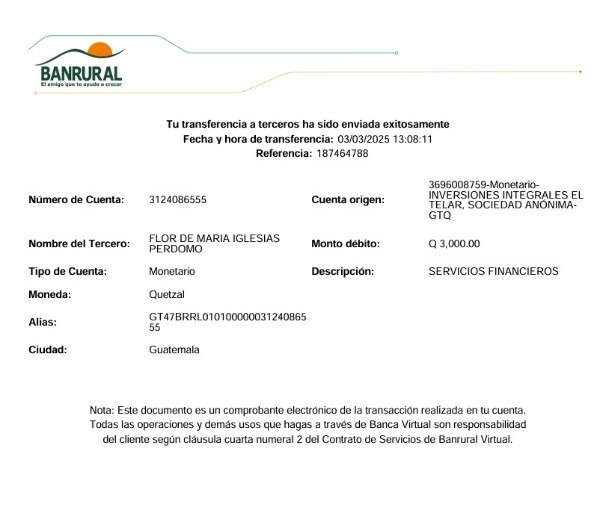 BANRURAL
El amigo que te ayuda a crecer
Tu transferencia a terceros ha sido enviada exitosamente
Fecha y hora de transferencia: 03/03/2025 13:08:11
Referencia: 187464788
Número de Cuenta: 3124086555
Cuenta origen: 3696008759-Monetario-
INVERSIONES INTEGRALES EL
TELAR, SOCIEDAD ANÓNIMA-
GTQ
Nombre del Tercero: FLOR DE MARIA IGLESIAS
PERDOMO
Monto débito: Q 3,000.00
Tipo de Cuenta: Monetario
Descripción: SERVICIOS FINANCIEROS
Moneda: Quetzal
Alias: GT47BRRL010100000031240865
55
Ciudad: Guatemala
Nota: Este documento es un comprobante electrónico de la transacción realizada en tu cuenta.
Todas las operaciones y demás usos que hagas a través de Banca Virtual son responsabilidad
del cliente según cláusula cuarta numeral 2 del Contrato de Servicios de Banrural Virtual.